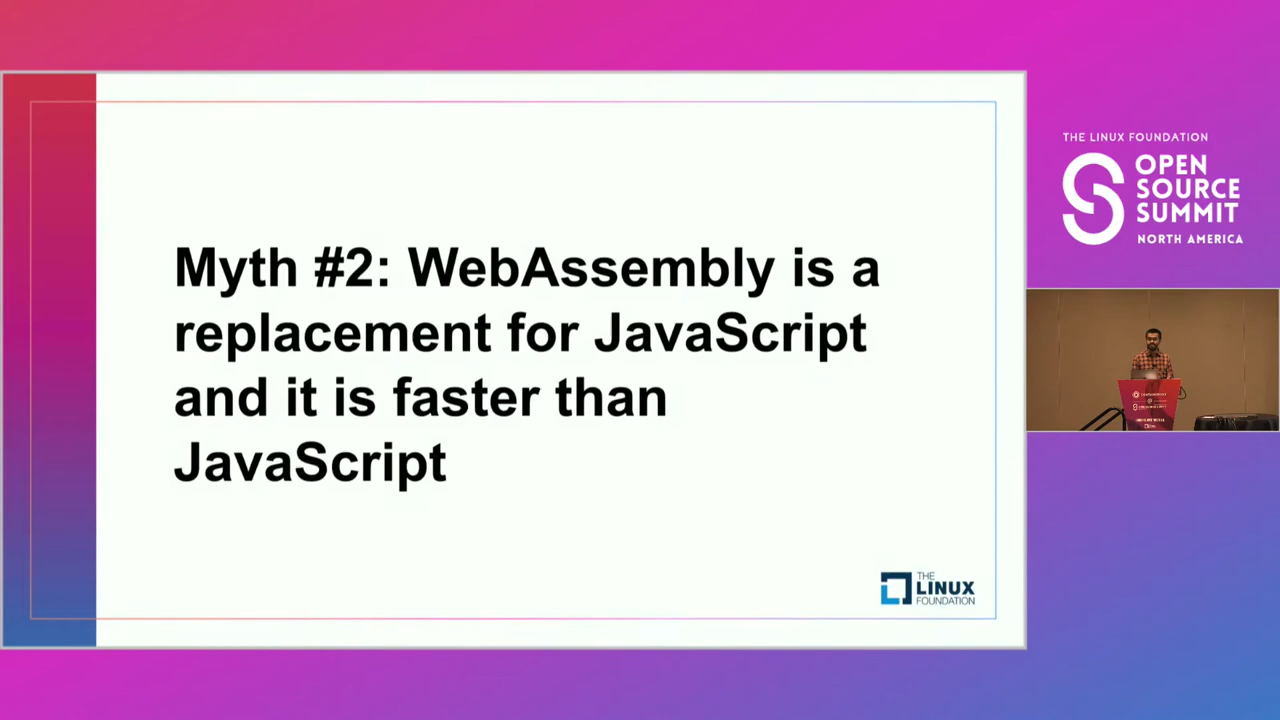 Myth #2: WebAssembly is a
replacement for JavaScript
and it is faster than
JavaScript
THE
LINUX
FOUNDATION
THE LINUX FOUNDATION
OPEN
SOURCE
SUMMIT
NORTH AMERICA